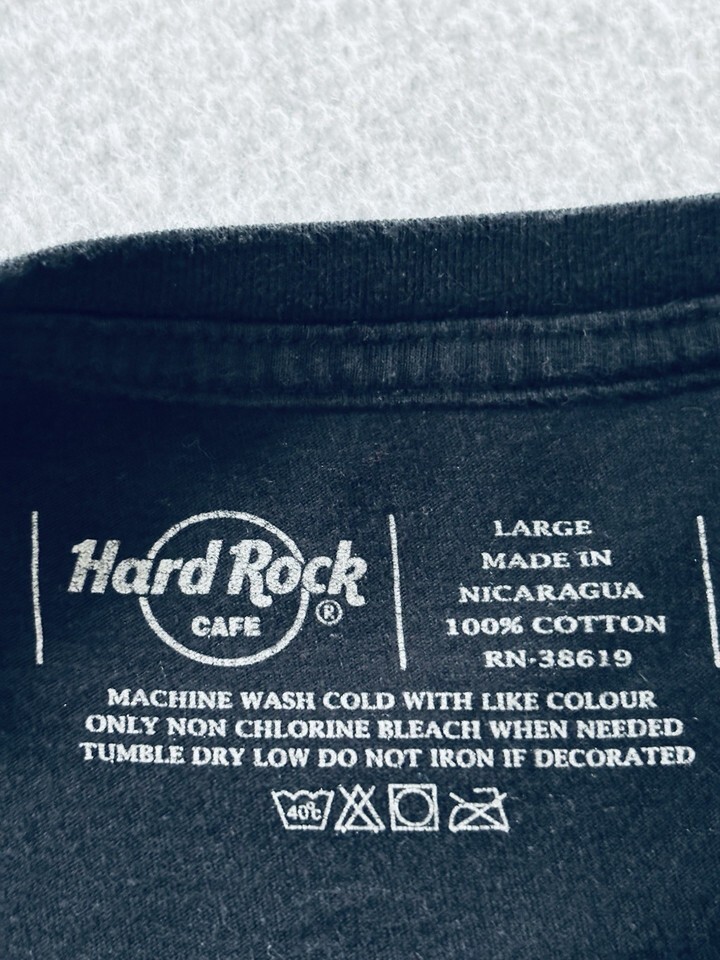 Hard Rock
CAFE
®
LARGE
MADE IN
NICARAGUA
100% COTTON
RN-38619
MACHINE WASH COLD WITH LIKE COLOUR
ONLY NON CHLORINE BLEACH WHEN NEEDED
TUMBLE DRY LOW DO NOT IRON IF DECORATED
40℃